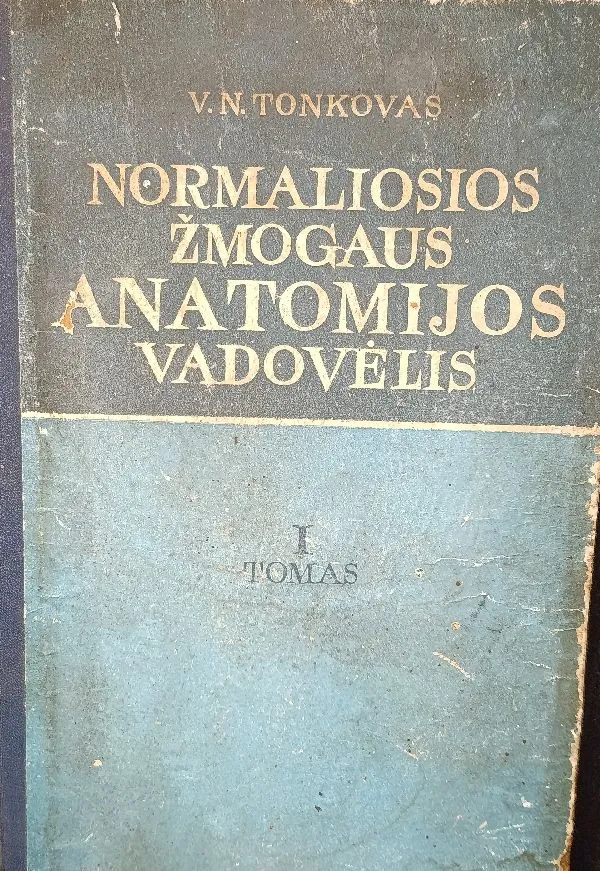 V. N. TONKOVAS
NORMALIOSIOS
ŽMOGAUS
ANATOMIJOS
VADOVĖLIS
I
TOMAS